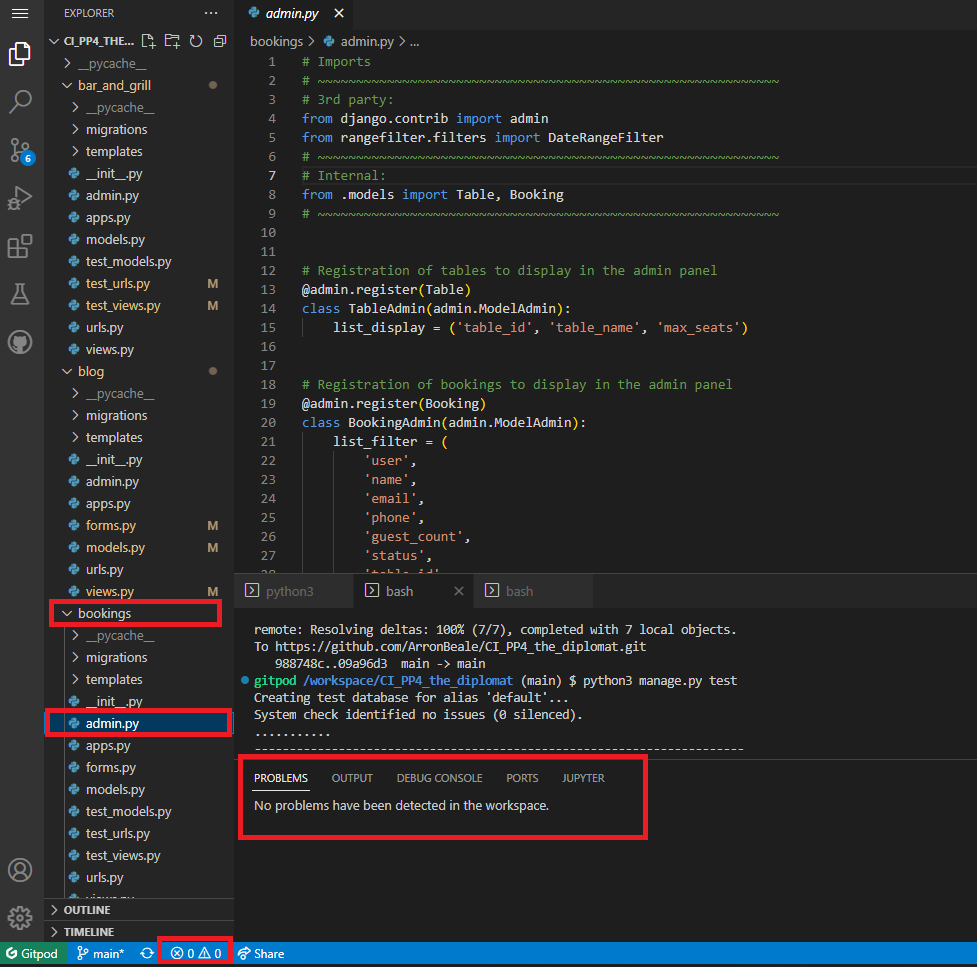 EXPLORER
CI_PP4_THE...
__pycache__
bar_and_grill
__pycache__
migrations
templates
__init__.py
admin.py
apps.py
models.py
test_models.py
test_urls.py M
test_views.py M
urls.py
views.py
blog
__pycache__
migrations
templates
__init__.py
admin.py
apps.py
forms.py M
models.py M
urls.py
views.py M
bookings
__pycache__
migrations
templates
__init__.py
admin.py
apps.py
forms.py
models.py
test_models.py
test_urls.py
test_views.py
urls.py
views.py
OUTLINE
TIMELINE
6
admin.py
bookings > admin.py > ...
1 # Imports
2 # ~~~~~~~~~~~~~~~~~~~~~~~~~~~~~~~~~~~~~~~~~~~~~~~~~~~~~~~~~~~~
3 # 3rd party:
4 from django.contrib import admin
5 from rangefilter.filters import DateRangeFilter
6 # ~~~~~~~~~~~~~~~~~~~~~~~~~~~~~~~~~~~~~~~~~~~~~~~~~~~~~~~~~~~~
7 # Internal:
8 from .models import Table, Booking
9 # ~~~~~~~~~~~~~~~~~~~~~~~~~~~~~~~~~~~~~~~~~~~~~~~~~~~~~~~~~~~~
10
11
12 # Registration of tables to display in the admin panel
13 @admin.register(Table)
14 class TableAdmin(admin.ModelAdmin):
15 list_display = ('table_id', 'table_name', 'max_seats')
16
17
18 # Registration of bookings to display in the admin panel
19 @admin.register(Booking)
20 class BookingAdmin(admin.ModelAdmin):
21 list_filter = (
22 'user',
23 'name',
24 'email',
25 'phone',
26 'guest_count',
27 'status',
28 'table_id'
python3
bash
bash
remote: Resolving deltas: 100% (7/7), completed with 7 local objects.
To https://github.com/ArronBeale/CI_PP4_the_diplomat.git
988748c..09a96d3 main -> main
gitpod /workspace/CI_PP4_the_diplomat (main) $ python3 manage.py test
Creating test database for alias 'default'...
System check identified no issues (0 silenced).
...........
----------------------------------------------------------------------
PROBLEMS OUTPUT DEBUG CONSOLE PORTS JUPYTER
No problems have been detected in the workspace.
Gitpod main* 0 0 Share